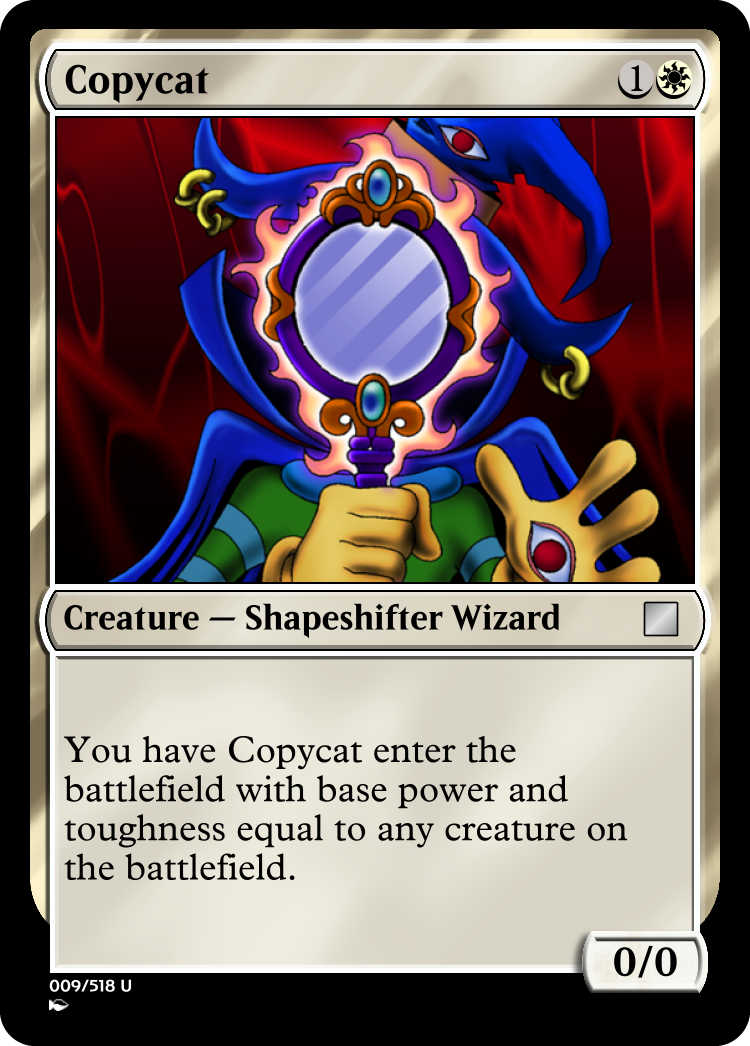 Copycat 1
Creature — Shapeshifter Wizard
You have Copycat enter the
battlefield with base power and
toughness equal to any creature on
the battlefield.
0/0
009/518 U